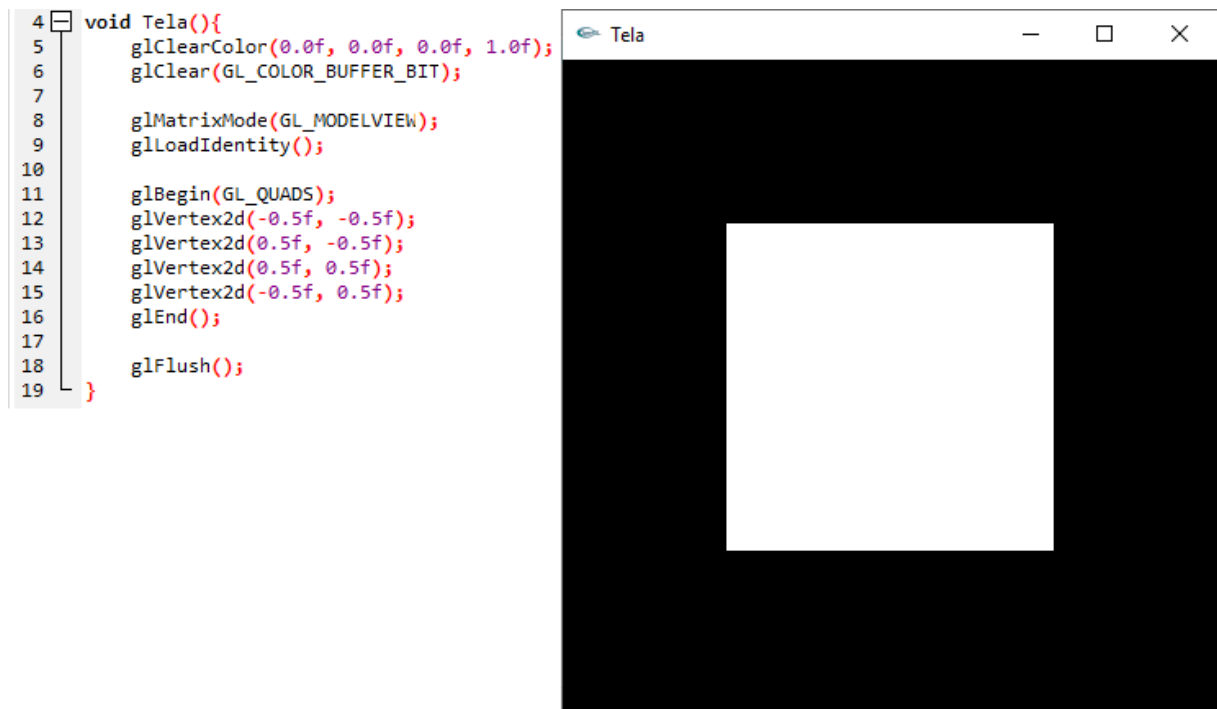 4 void Tela(){
5 glClearColor(0.0f, 0.0f, 0.0f, 1.0f);
6 glClear(GL_COLOR_BUFFER_BIT);
7
8 glMatrixMode(GL_MODELVIEW);
9 glLoadIdentity();
10
11 glBegin(GL_QUADS);
12 glVertex2d(-0.5f, -0.5f);
13 glVertex2d(0.5f, -0.5f);
14 glVertex2d(0.5f, 0.5f);
15 glVertex2d(-0.5f, 0.5f);
16 glEnd();
17
18 glFlush();
19 }
Tela